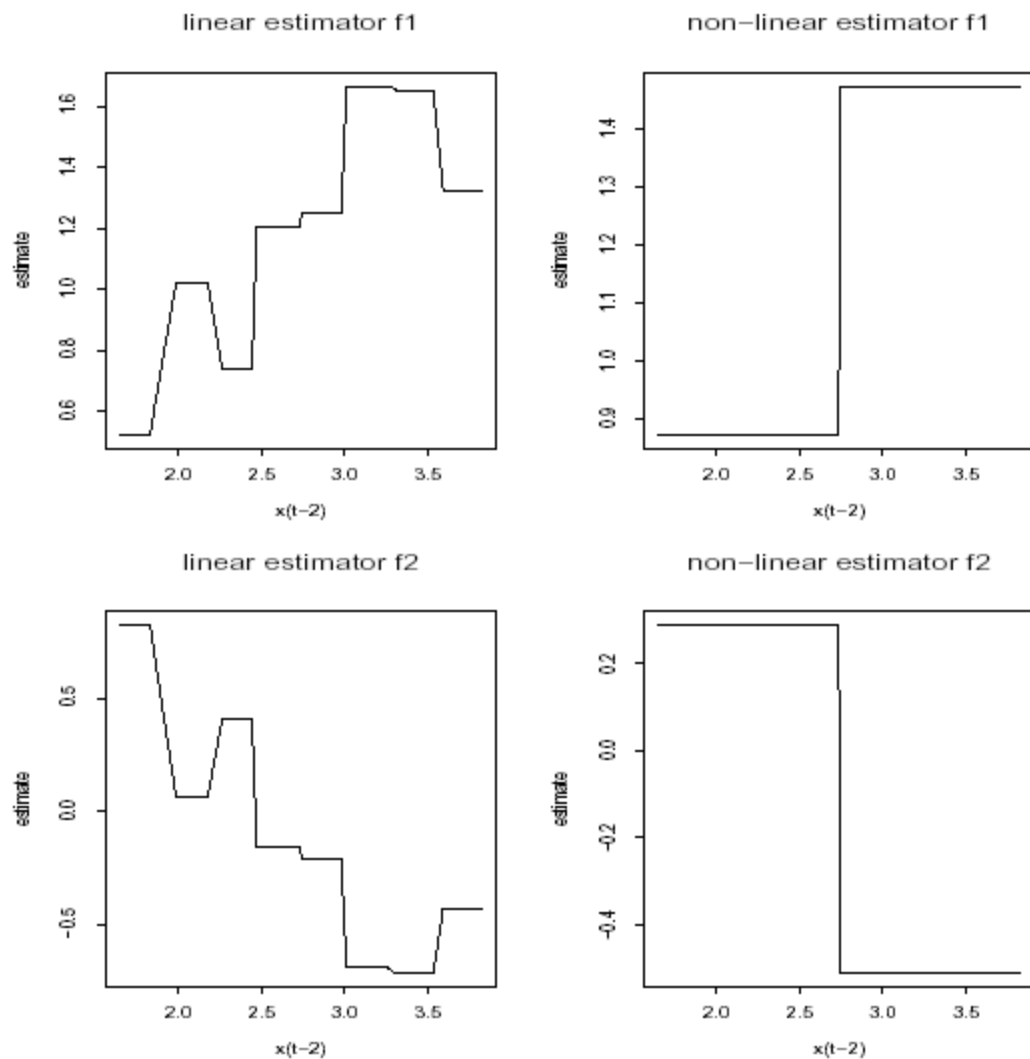 linear estimator f1
estimate
1.6
1.4
1.2
1.0
0.8
0.6
2.0 2.5 3.0 3.5
x(t−2)
non−linear estimator f1
estimate
1.4
1.3
1.2
1.1
1.0
0.9
2.0 2.5 3.0 3.5
x(t−2)
linear estimator f2
estimate
0.5
0.0
−0.5
2.0 2.5 3.0 3.5
x(t−2)
non−linear estimator f2
estimate
0.2
0.0
−0.2
−0.4
2.0 2.5 3.0 3.5
x(t−2)